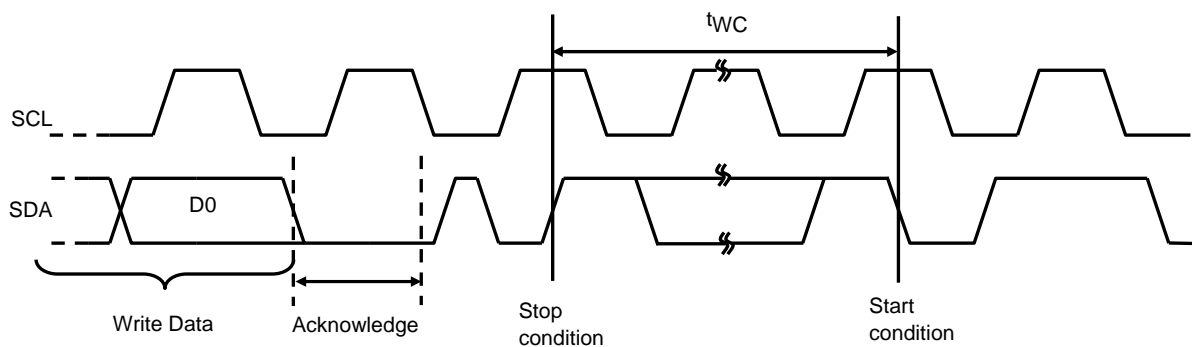 tWC
SCL
SDA
D0
Write Data
Acknowledge
Stop
condition
Start
condition